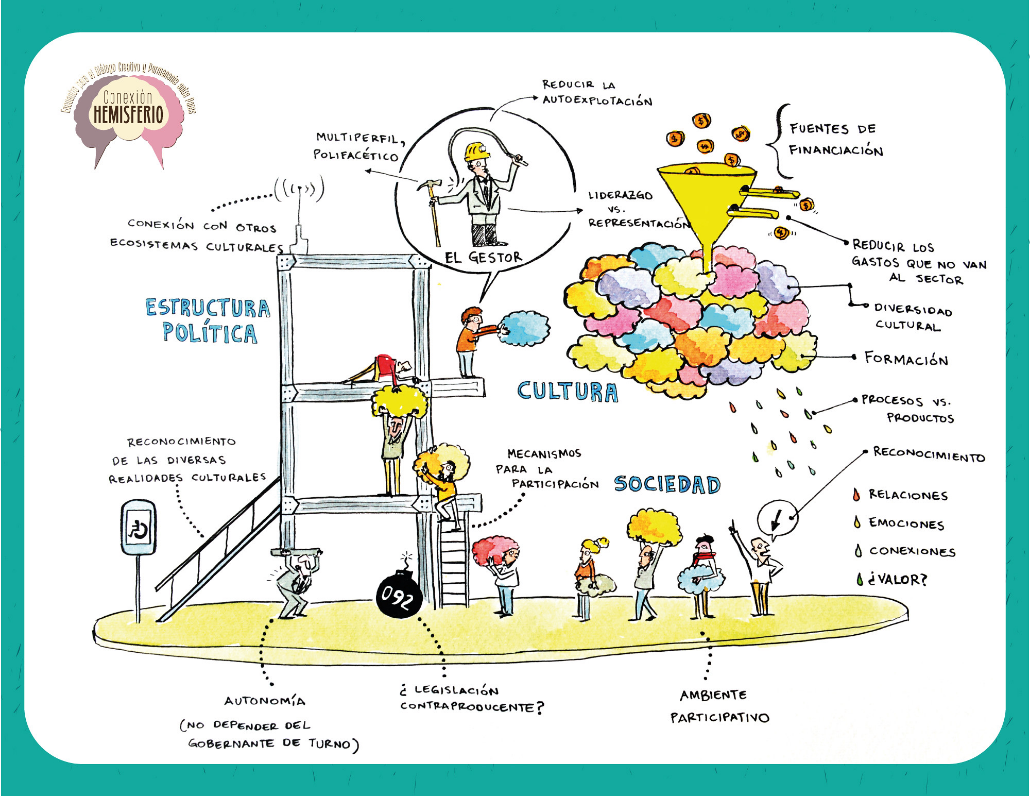 Conexión
HEMISFERIO
REDUCIR LA
AUTOEXPLOTACIÓN
MULTIPERFIL,
POLIFACÉTICO
FUENTES DE
FINANCIACIÓN
LIDERAZGO
VS.
REPRESENTACIÓN
EL GESTOR
CONEXIÓN CON OTROS
ECOSISTEMAS CULTURALES
REDUCIR LOS
GASTOS QUE NO VAN
AL SECTOR
ESTRUCTURA
POLÍTICA
DIVERSIDAD
CULTURAL
FORMACIÓN
CULTURA
PROCESOS VS.
PRODUCTOS
RECONOCIMIENTO
DE LAS DIVERSAS
REALIDADES CULTURALES
MECANISMOS
PARA LA
PARTICIPACIÓN
SOCIEDAD
RECONOCIMIENTO
RELACIONES
EMOCIONES
CONEXIONES
¿VALOR?
092
AUTONOMÍA
(NO DEPENDER DEL
GOBERNANTE DE TURNO)
¿LEGISLACIÓN
CONTRAPRODUCENTE?
AMBIENTE
PARTICIPATIVO